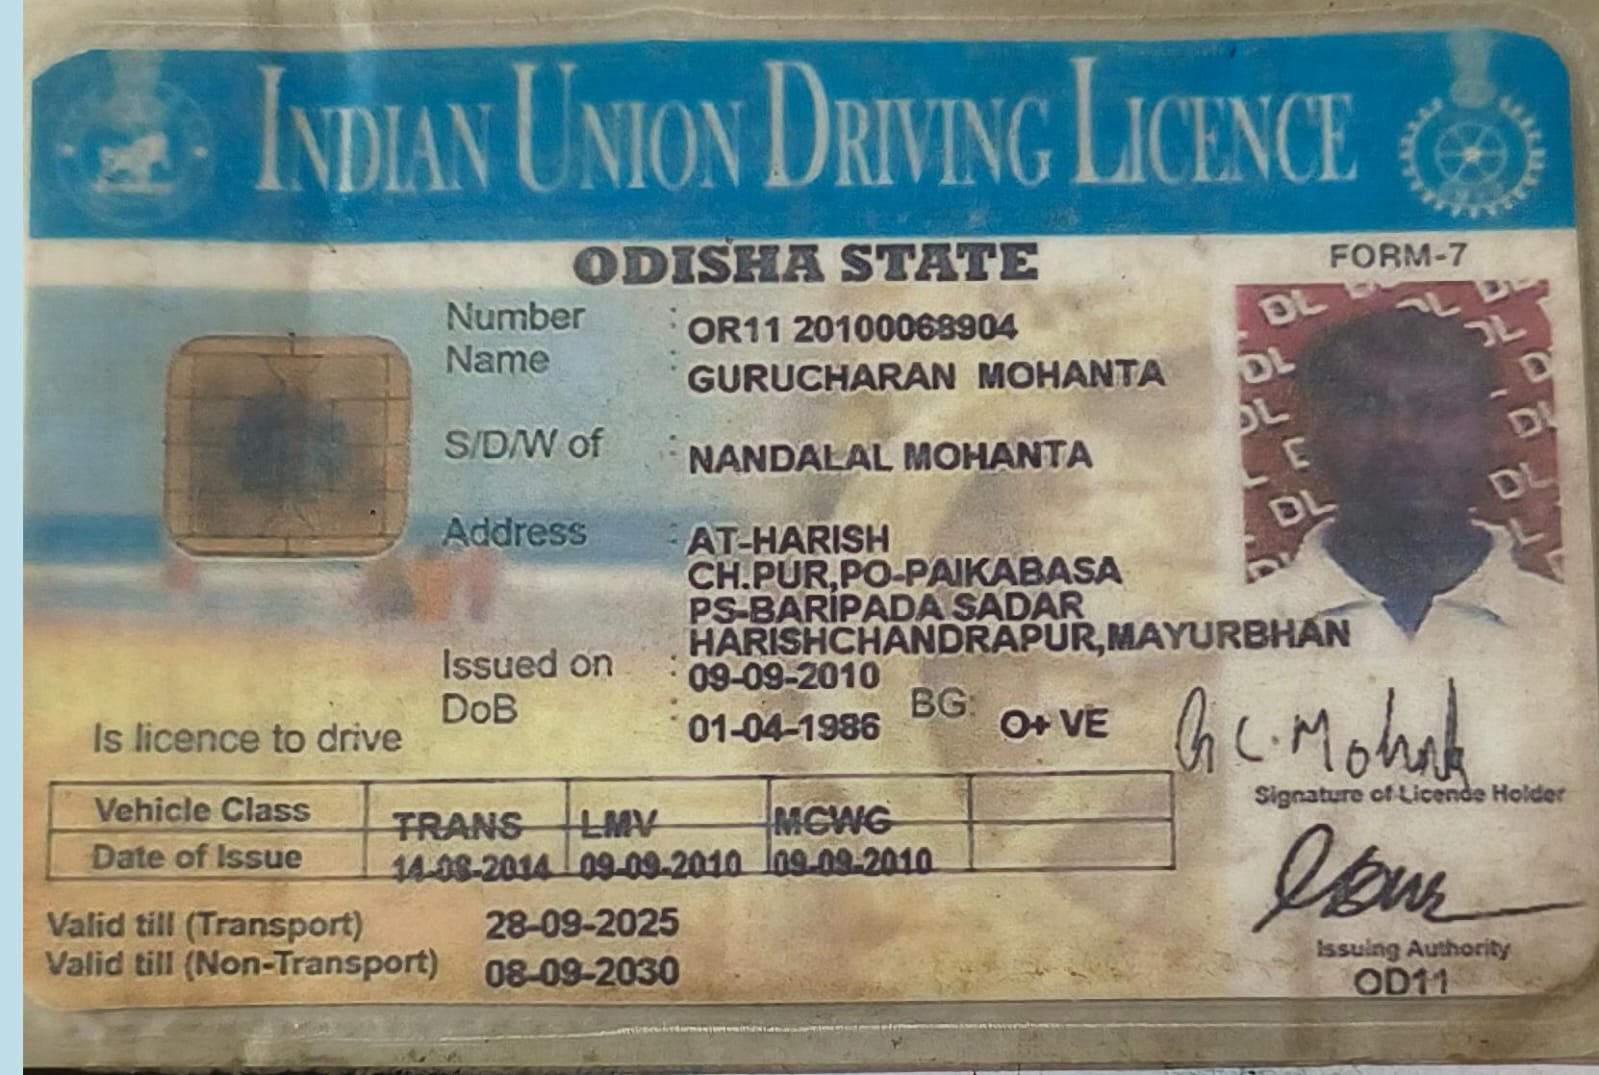 INDIAN UNION DRIVING LICENCE
ODISHA STATE
FORM-7
Number : OR11 20100068904
Name : GURUCHARAN MOHANTA
S/D/W of : NANDALAL MOHANTA
Address : AT-HARISH
CH.PUR,PO-PAIKABASA
PS-BARIPADA SADAR
HARISHCHANDRAPUR,MAYURBHAN
Issued on : 09-09-2010
DoB : 01-04-1986 BG: O+ VE
Is licence to drive
G C. Mohanta
Signature of Licence Holder
Vehicle Class TRANS LMV MCWG
Date of Issue 14-08-2014 09-09-2010 09-09-2010
Valid till (Transport) 28-09-2025
Valid till (Non-Transport) 08-09-2030
Issuing Authority
OD11